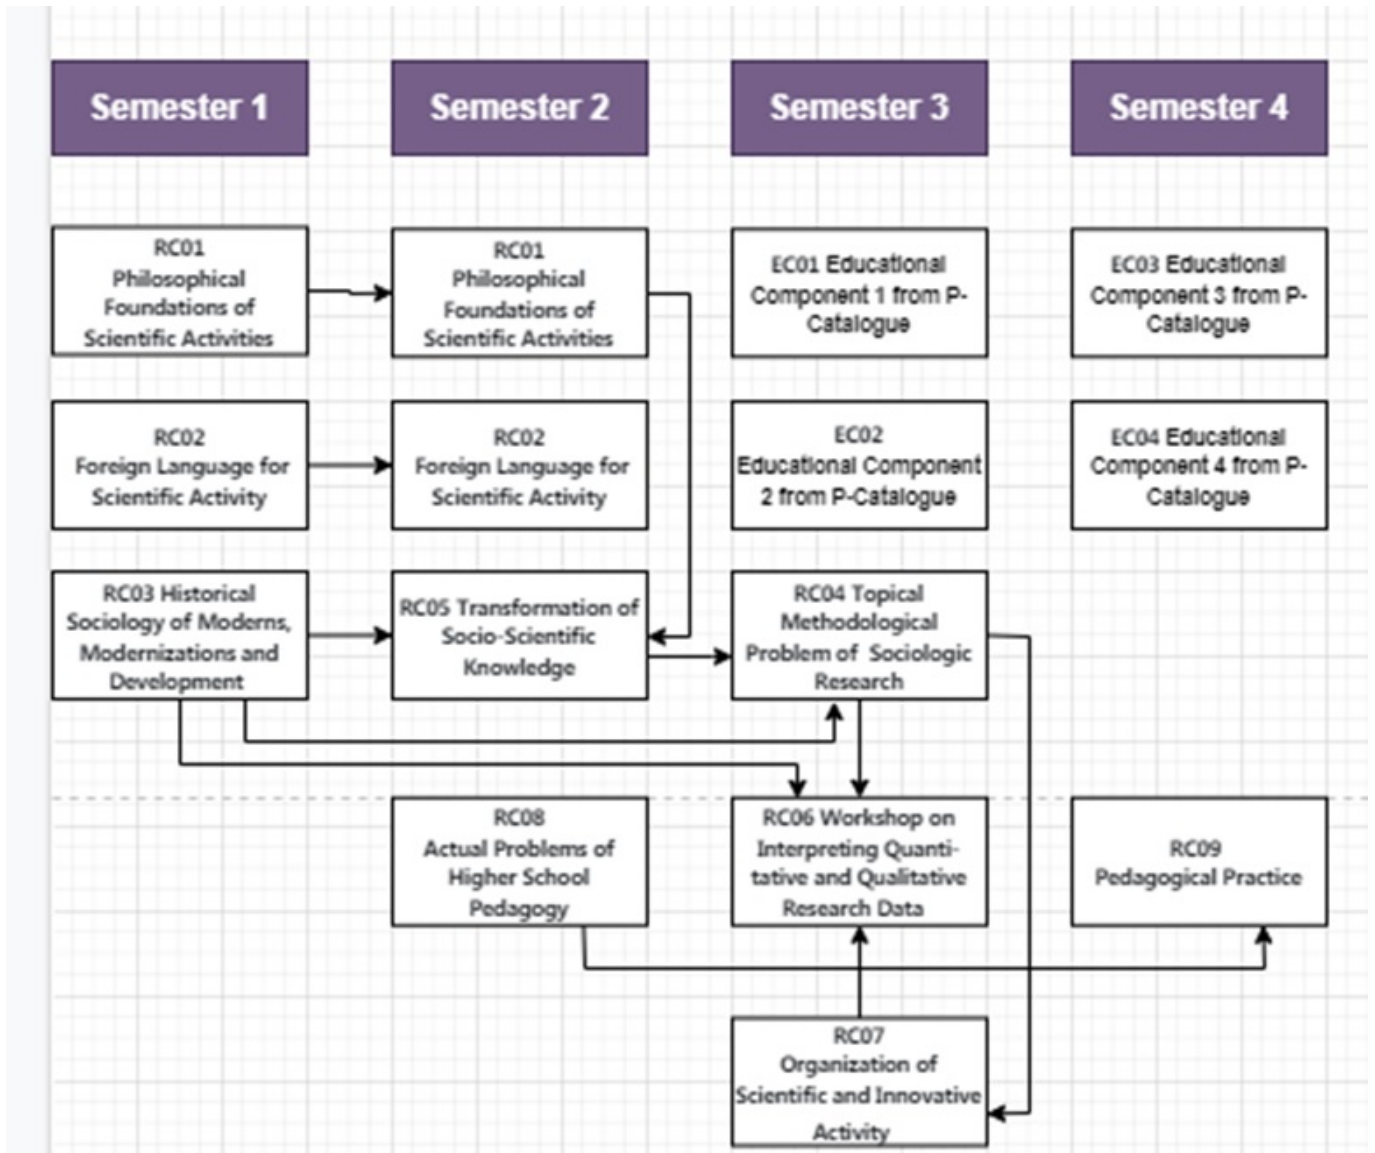 Semester 1
Semester 2
Semester 3
Semester 4
RC01
Philosophical
Foundations of
Scientific Activities
RC01
Philosophical
Foundations of
Scientific Activities
EC01 Educational
Component 1 from P-
Catalogue
EC03 Educational
Component 3 from P-
Catalogue
RC02
Foreign Language for
Scientific Activity
RC02
Foreign Language for
Scientific Activity
EC02
Educational Component
2 from P-Catalogue
EC04 Educational
Component 4 from P-
Catalogue
RC03 Historical
Sociology of Moderns,
Modernizations and
Development
RC05 Transformation of
Socio-Scientific
Knowledge
RC04 Topical
Methodological
Problem of Sociologic
Research
RC08
Actual Problems of
Higher School
Pedagogy
RC06 Workshop on
Interpreting Quanti-
tative and Qualitative
Research Data
RC09
Pedagogical Practice
RC07
Organization of
Scientific and Innovative
Activity